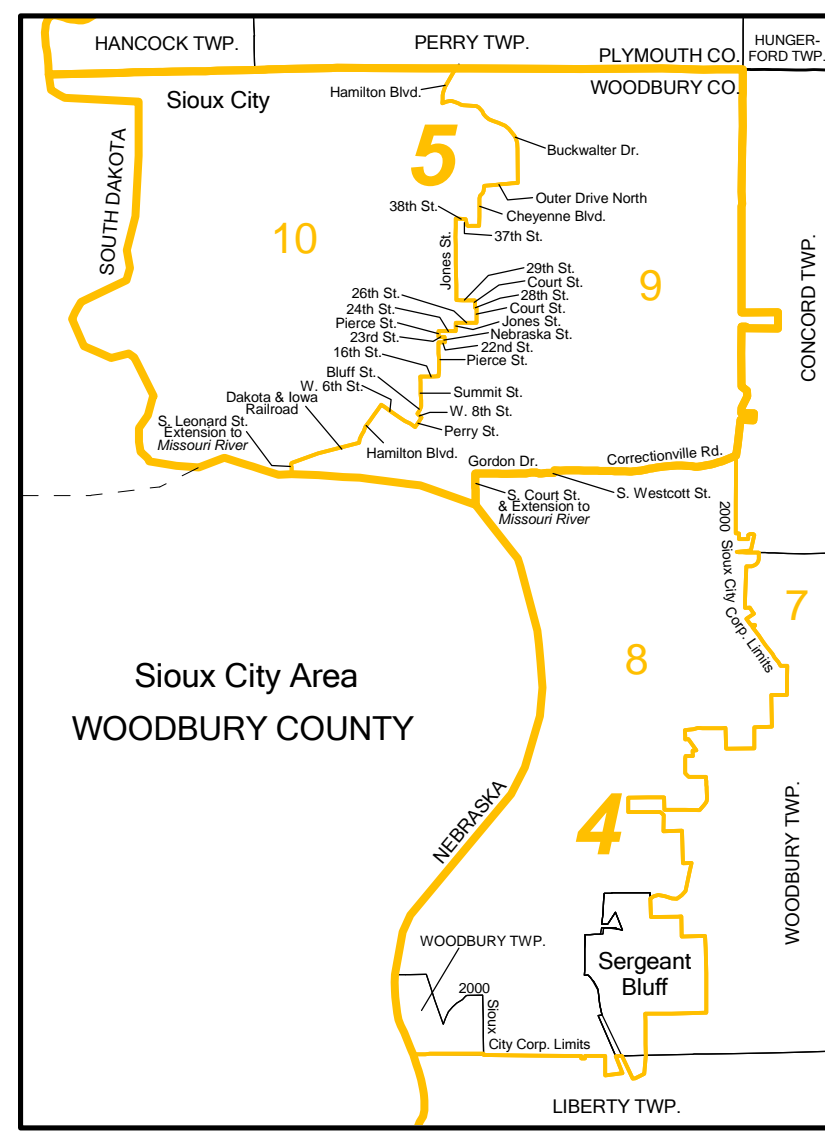 HANCOCK TWP.
PERRY TWP.
HUNGER-
FORD TWP.
PLYMOUTH CO.
WOODBURY CO.
Sioux City
Hamilton Blvd.
5
Buckwalter Dr.
SOUTH DAKOTA
Outer Drive North
38th St.
Cheyenne Blvd.
37th St.
10
Jones St.
9
CONCORD TWP.
29th St.
Court St.
26th St.
28th St.
24th St.
Court St.
Pierce St.
Jones St.
23rd St.
Nebraska St.
16th St.
22nd St.
Pierce St.
Bluff St.
W. 6th St.
Dakota & Iowa
Railroad
Summit St.
W. 8th St.
Perry St.
S. Leonard St.
Extension to
Missouri River
Hamilton Blvd.
Gordon Dr.
Correctionville Rd.
S. Court St.
& Extension to
Missouri River
S. Westcott St.
2000 Sioux City Corp. Limits
7
8
Sioux City Area
WOODBURY COUNTY
NEBRASKA
4
WOODBURY TWP.
WOODBURY TWP.
Sergeant
Bluff
2000
Sioux
City Corp. Limits
LIBERTY TWP.